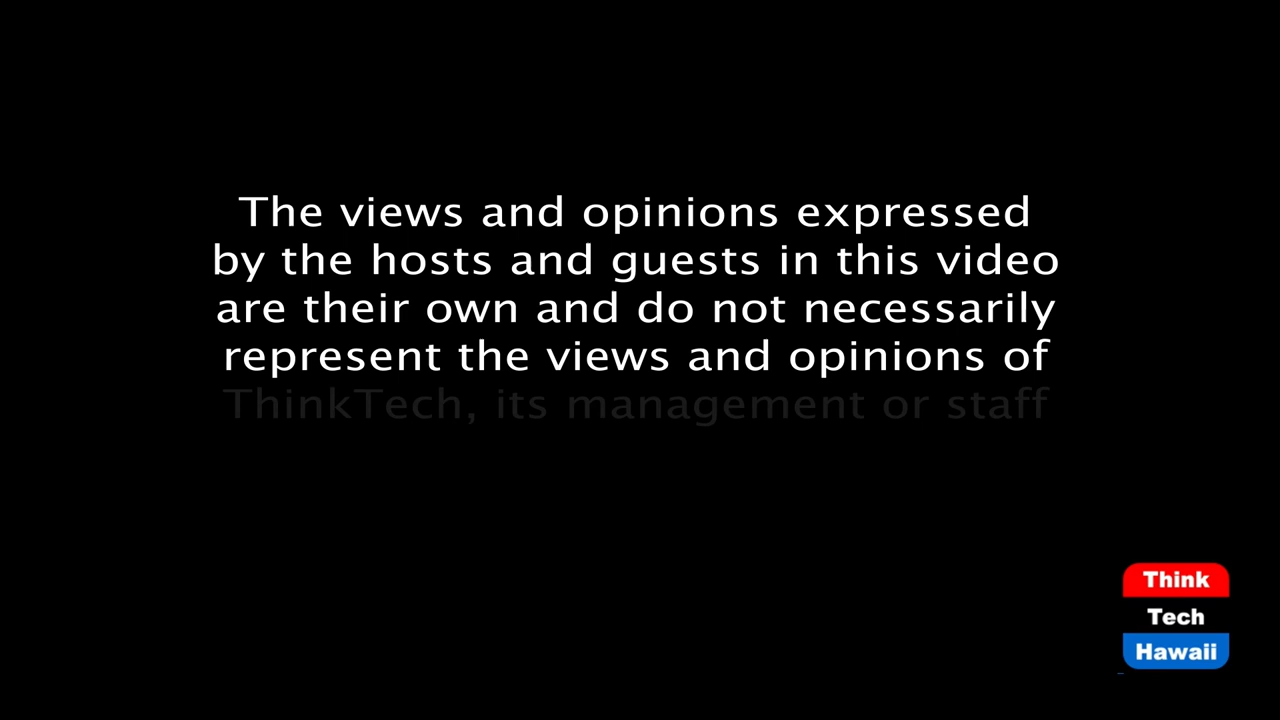 The views and opinions expressed
by the hosts and guests in this video
are their own and do not necessarily
represent the views and opinions of
ThinkTech, its management or staff
Think
Tech
Hawaii